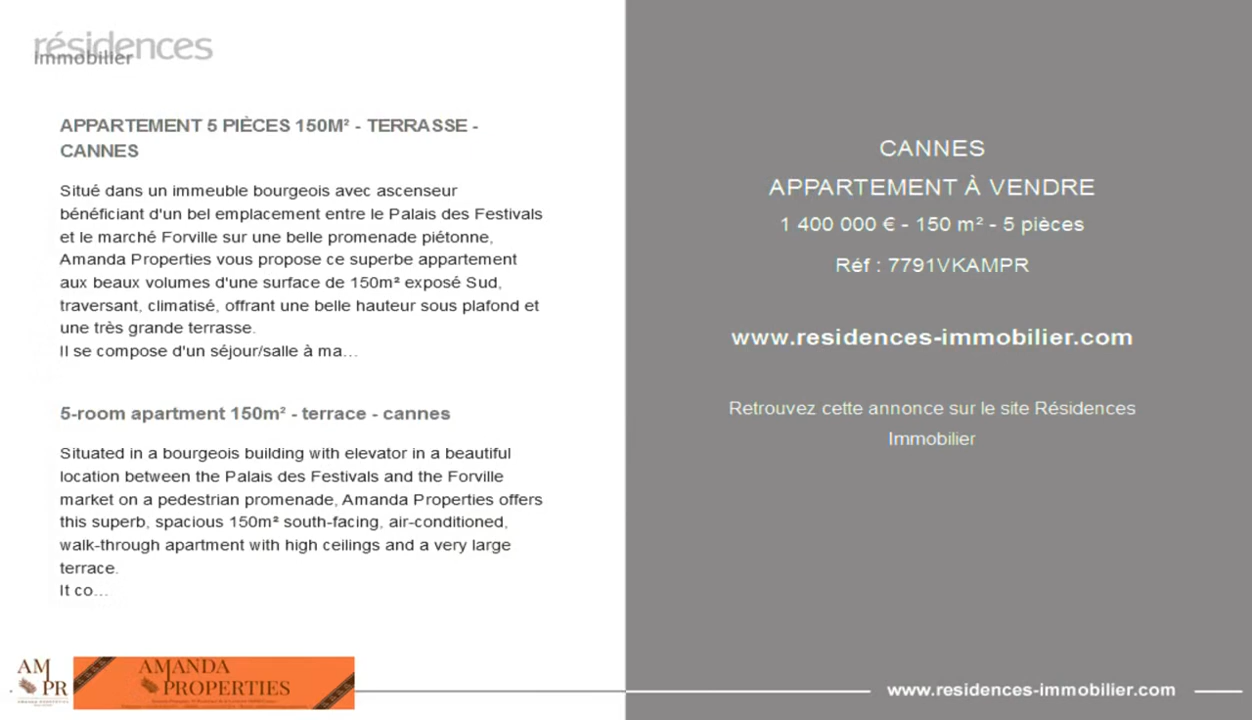 résidences
immobilier
APPARTEMENT 5 PIÈCES 150M² - TERRASSE -
CANNES
Situé dans un immeuble bourgeois avec ascenseur
bénéficiant d'un bel emplacement entre le Palais des Festivals
et le marché Forville sur une belle promenade piétonne,
Amanda Properties vous propose ce superbe appartement
aux beaux volumes d'une surface de 150m² exposé Sud,
traversant, climatisé, offrant une belle hauteur sous plafond et
une très grande terrasse.
Il se compose d'un séjour/salle à ma...
5-room apartment 150m² - terrace - cannes
Situated in a bourgeois building with elevator in a beautiful
location between the Palais des Festivals and the Forville
market on a pedestrian promenade, Amanda Properties offers
this superb, spacious 150m² south-facing, air-conditioned,
walk-through apartment with high ceilings and a very large
terrace.
It co...
AM
PR
AMANDA
PROPERTIES
CANNES
APPARTEMENT À VENDRE
1 400 000 € - 150 m² - 5 pièces
Réf : 7791VKAMPR
www.residences-immobilier.com
Retrouvez cette annonce sur le site Résidences
Immobilier
www.residences-immobilier.com